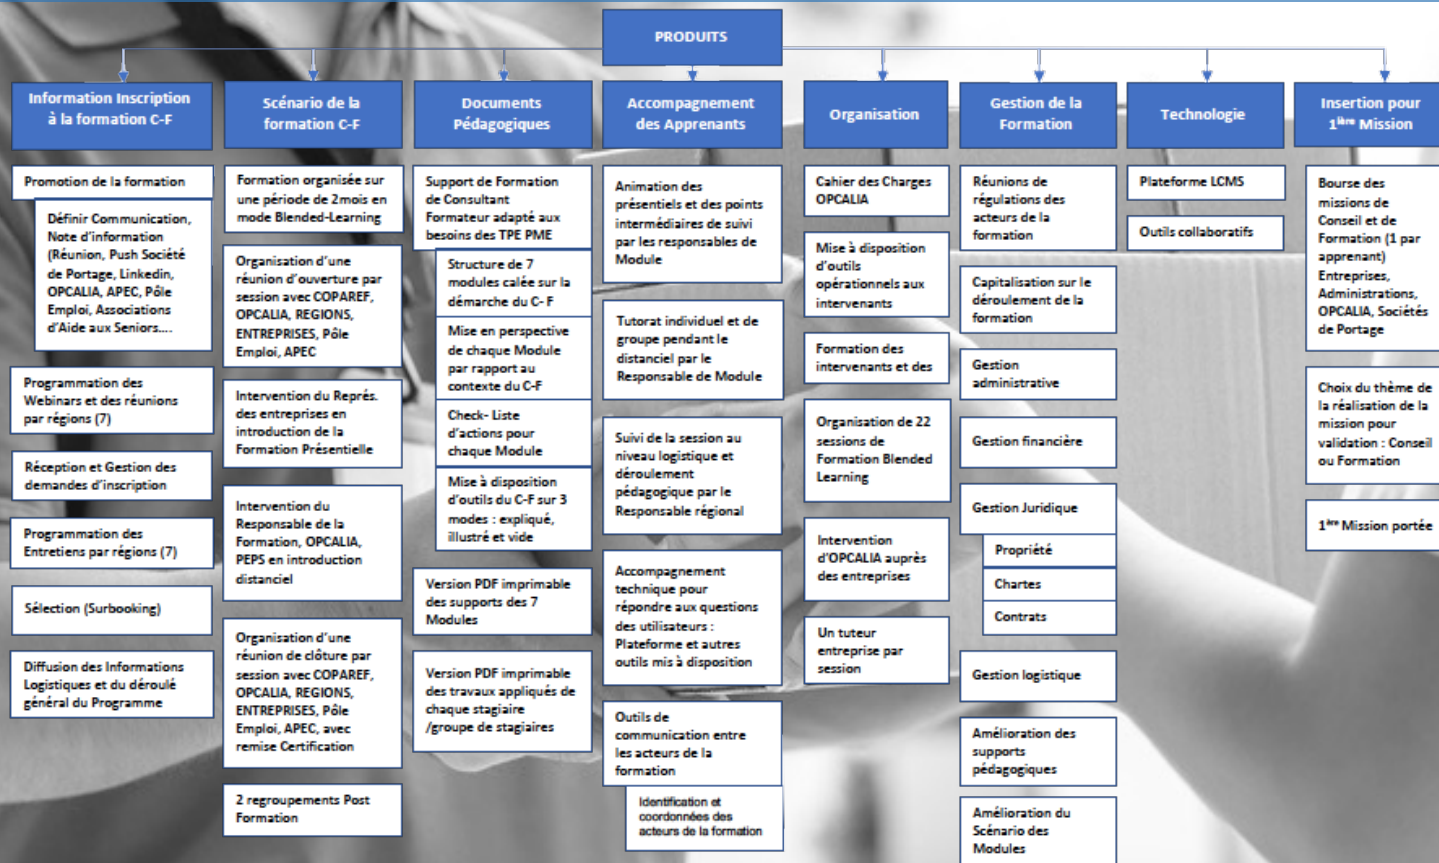 PRODUITS
Information Inscription
à la formation C-F
Promotion de la formation
Définir Communication,
Note d'information
(Réunion, Push Société
de Portage, Linkedin,
OPCALIA, APEC, Pôle
Emploi, Associations
d'Aide aux Seniors....
Programmation des
Webinars et des réunions
par régions (7)
Réception et Gestion des
demandes d'inscription
Programmation des
Entretiens par régions (7)
Sélection (Surbooking)
Diffusion des Informations
Logistiques et du déroulé
général du Programme
Scénario de la
formation C-F
Formation organisée sur
une période de 2mois en
mode Blended-Learning
Organisation d'une
réunion d'ouverture par
session avec COPAREF,
OPCALIA, REGIONS,
ENTREPRISES, Pôle
Emploi, APEC
Intervention du Représ.
des entreprises en
introduction de la
Formation Présentielle
Intervention du
Responsable de la
Formation, OPCALIA,
PEPS en introduction
distanciel
Organisation d'une
réunion de clôture par
session avec COPAREF,
OPCALIA, REGIONS,
ENTREPRISES, Pôle
Emploi, APEC, avec
remise Certification
2 regroupements Post
Formation
Documents
Pédagogiques
Support de Formation
de Consultant
Formateur adapté aux
besoins des TPE PME
Structure de 7
modules calée sur la
démarche du C- F
Mise en perspective
de chaque Module
par rapport au
contexte du C-F
Check- Liste
d'actions pour
chaque Module
Mise à disposition
d'outils du C-F sur 3
modes : expliqué,
illustré et vide
Version PDF imprimable
des supports des 7
Modules
Version PDF imprimable
des travaux appliqués de
chaque stagiaire
/groupe de stagiaires
Accompagnement
des Apprenants
Animation des
présentiels et des points
intermédiaires de suivi
par les responsables de
Module
Tutorat individuel et de
groupe pendant le
distanciel par le
Responsable de Module
Suivi de la session au
niveau logistique et
déroulement
pédagogique par le
Responsable régional
Accompagnement
technique pour
répondre aux questions
des utilisateurs :
Plateforme et autres
outils mis à disposition
Outils de
communication entre
les acteurs de la
formation
Identification et
coordonnées des
acteurs de la formation
Organisation
Cahier des Charges
OPCALIA
Mise à disposition
d'outils
opérationnels aux
intervenants
Formation des
intervenants et des
Organisation de 22
sessions de
Formation Blended
Learning
Intervention
d'OPCALIA auprès
des entreprises
Un tuteur
entreprise par
session
Gestion de la
Formation
Réunions de
régulations des
acteurs de la
formation
Capitalisation sur le
déroulement de la
formation
Gestion
administrative
Gestion financière
Gestion Juridique
Propriété
Chartes
Contrats
Gestion logistique
Amélioration des
supports
pédagogiques
Amélioration du
Scénario des
Modules
Technologie
Plateforme LCMS
Outils collaboratifs
Insertion pour
1ière Mission
Bourse des
missions de
Conseil et de
Formation (1 par
apprenant)
Entreprises,
Administrations,
OPCALIA, Sociétés
de Portage
Choix du thème de
la réalisation de la
mission pour
validation : Conseil
ou Formation
1ière Mission portée